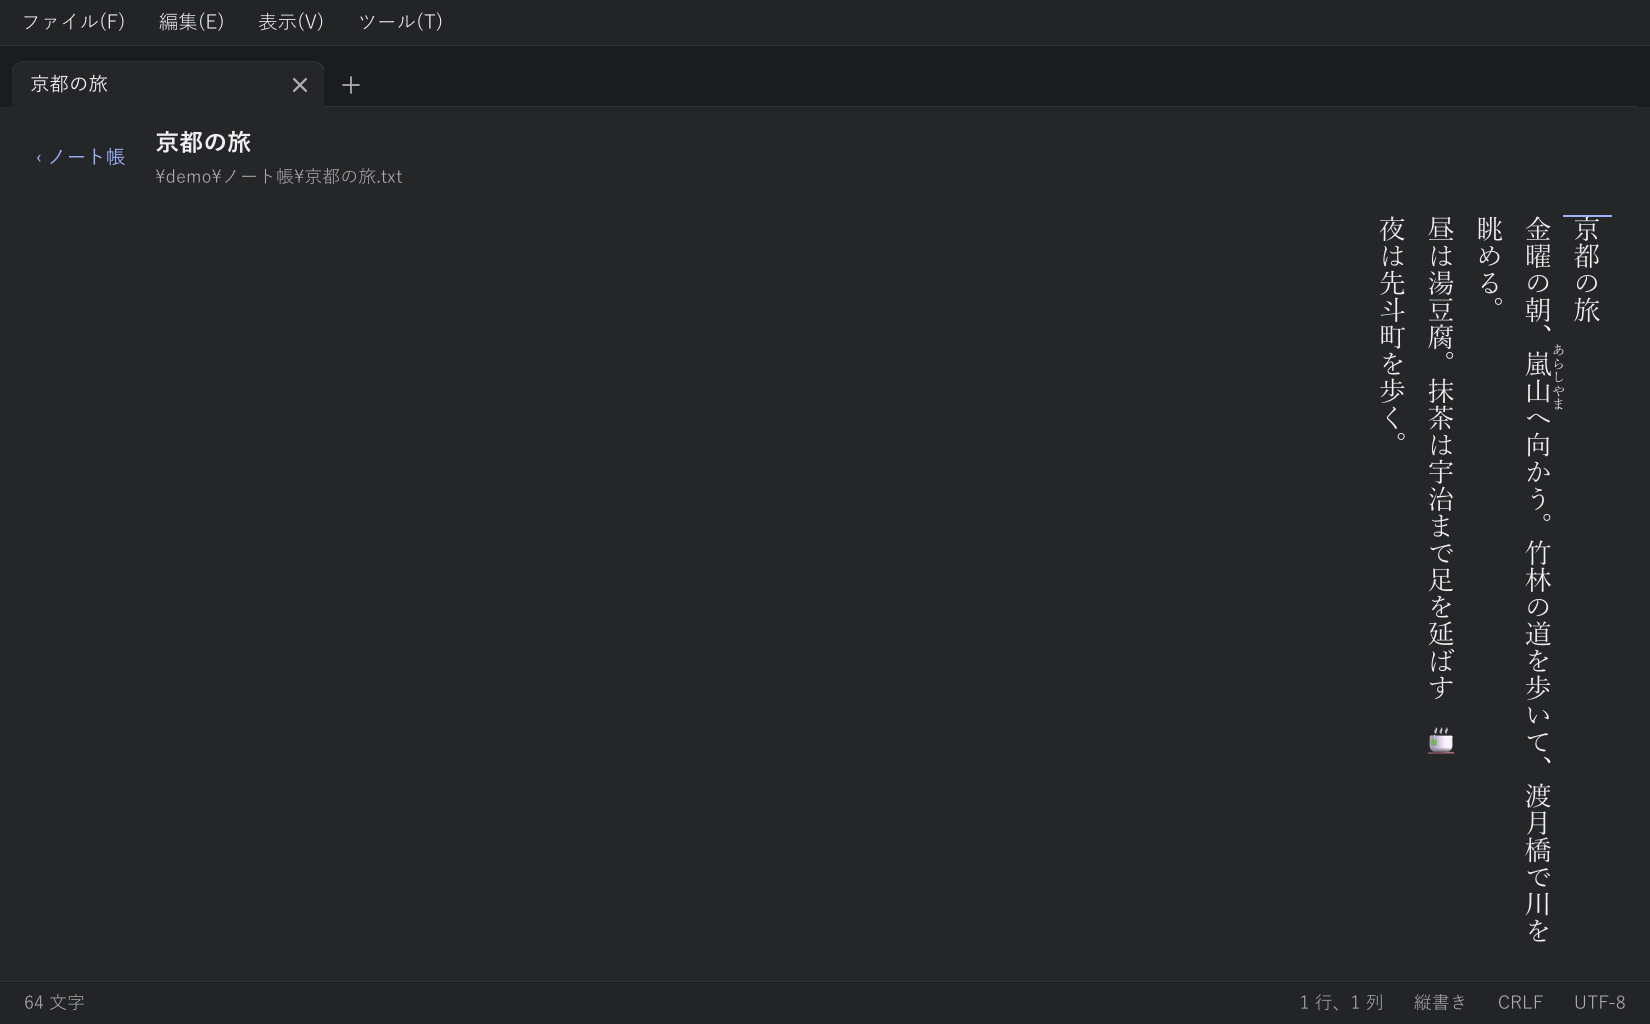 ファイル(F) 編集(E) 表示(V) ツール(T)
京都の旅
‹ ノート帳
京都の旅
¥demo¥ノート帳¥京都の旅.txt
京都の旅
金曜の朝、嵐山へ向かう。竹林の道を歩いて、渡月橋で川を
あらしやま
眺める。
昼は湯豆腐。抹茶は宇治まで足を延ばす 🍵
夜は先斗町を歩く。
64 文字
1 行、1 列 縦書き CRLF UTF-8